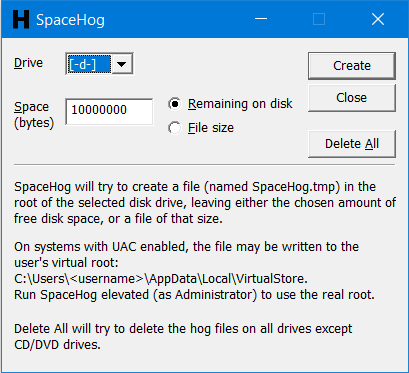 H SpaceHog
Drive [-d-] Create
Space (bytes) 10000000 Remaining on disk Close
File size
Delete All
SpaceHog will try to create a file (named SpaceHog.tmp) in the
root of the selected disk drive, leaving either the chosen amount of
free disk space, or a file of that size.
On systems with UAC enabled, the file may be written to the
user's virtual root:
C:\Users\<username>\AppData\Local\VirtualStore.
Run SpaceHog elevated (as Administrator) to use the real root.
Delete All will try to delete the hog files on all drives except
CD/DVD drives.